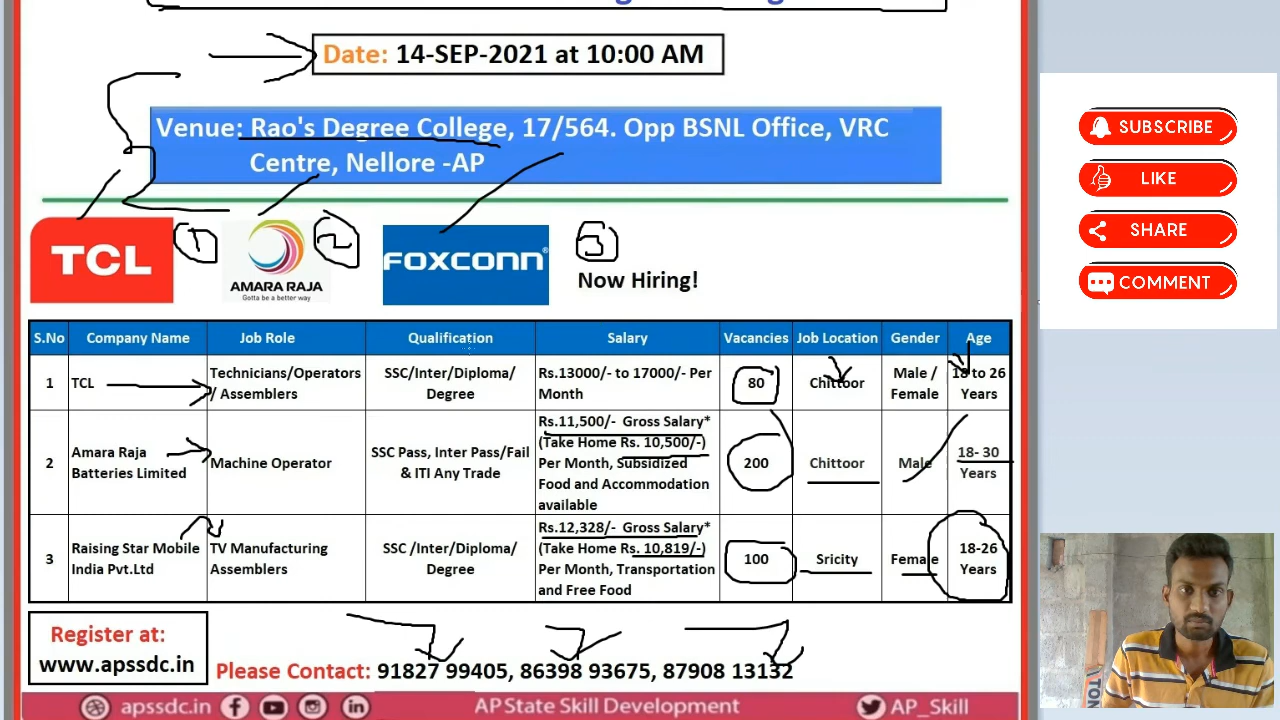 Date: 14-SEP-2021 at 10:00 AM
Venue: Rao's Degree College, 17/564. Opp BSNL Office, VRC
Centre, Nellore -AP
TCL
1
AMARA RAJA
Gotta be a better way
2
FOXCONN®
3
Now Hiring!
S.No Company Name Job Role Qualification Salary Vacancies Job Location Gender Age
1 TCL Technicians/Operators / Assemblers SSC/Inter/Diploma/ Degree Rs.13000/- to 17000/- Per Month 80 Chittoor Male / Female 18 to 26 Years
2 Amara Raja Batteries Limited Machine Operator SSC Pass, Inter Pass/Fail & ITI Any Trade Rs.11,500/- Gross Salary* (Take Home Rs. 10,500/-) Per Month, Subsidized Food and Accommodation available 200 Chittoor Male 18- 30 Years
3 Raising Star Mobile India Pvt.Ltd TV Manufacturing Assemblers SSC /Inter/Diploma/ Degree Rs.12,328/- Gross Salary* (Take Home Rs. 10,819/-) Per Month, Transportation and Free Food 100 Sricity Female 18-26 Years
Register at:
www.apssdc.in
Please Contact: 91827 99405, 86398 93675, 87908 13132
apssdc.in
AP State Skill Development
AP_Skill
SUBSCRIBE
LIKE
SHARE
COMMENT